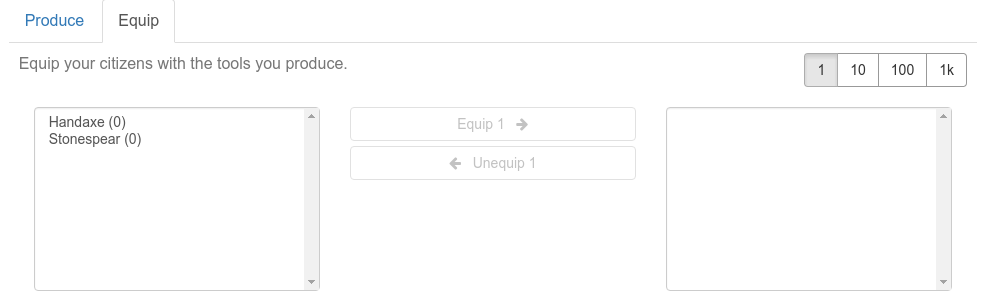 Produce Equip
Equip your citizens with the tools you produce.
1 10 100 1k
Handaxe (0)
Stonespear (0)
Equip 1
Unequip 1